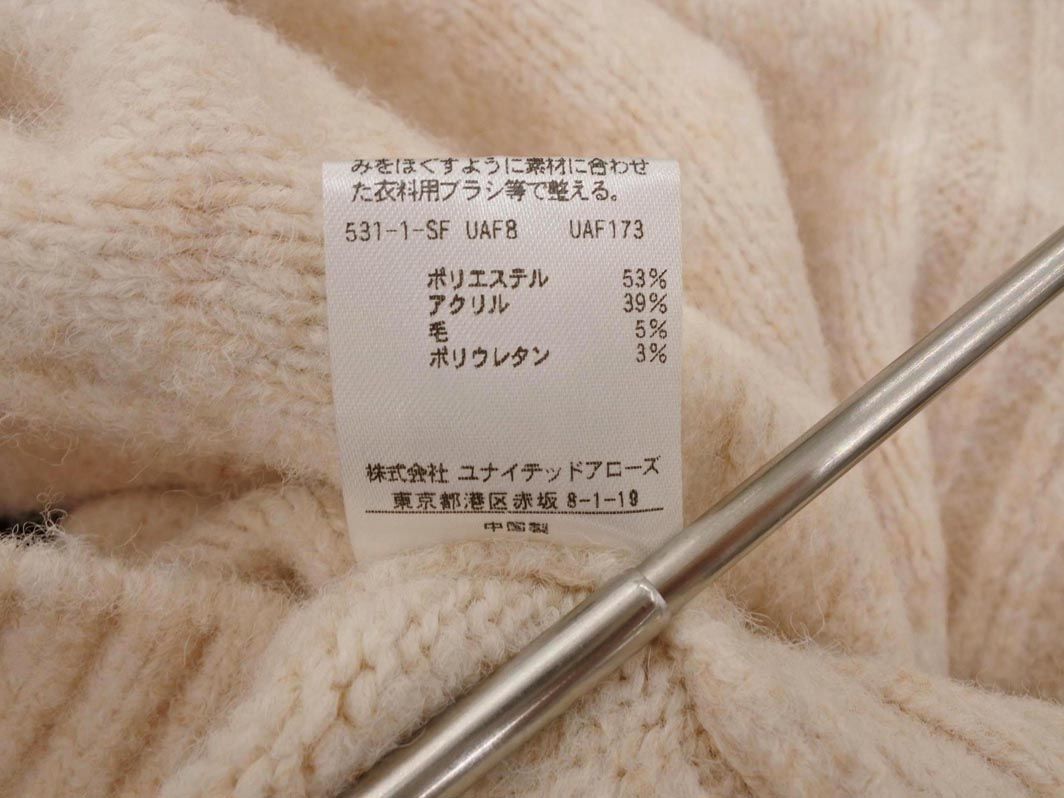 みをほぐすように素材に合わせ
た衣料用ブラシ等で整える。
531-1-SF UAF8 UAF173
ポリエステル 53%
アクリル 39%
毛 5%
ポリウレタン 3%
株式会社 ユナイテッドアローズ
東京都港区赤坂 8-1-19
中国製